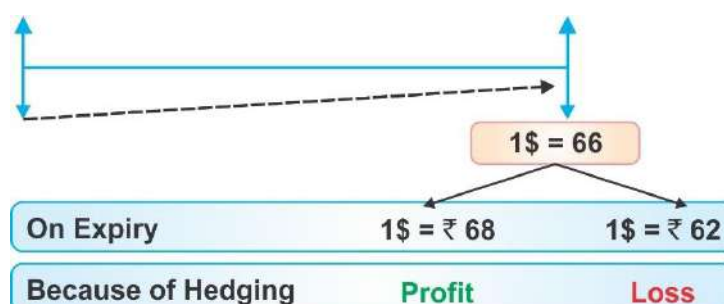 1$ = 66
On Expiry 1$ = ₹ 68 1$ = ₹ 62
Because of Hedging Profit Loss